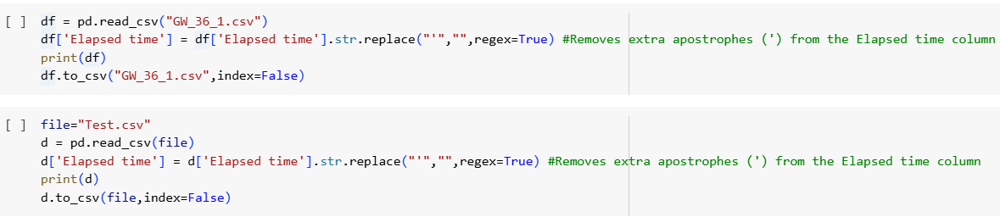 [ ] df = pd.read_csv("GW_36_1.csv")
df['Elapsed time'] = df['Elapsed time'].str.replace("'","",regex=True) #Removes extra apostrophes (') from the Elapsed time column
print(df)
df.to_csv("GW_36_1.csv",index=False)
[ ] file="Test.csv"
d = pd.read_csv(file)
d['Elapsed time'] = d['Elapsed time'].str.replace("'","",regex=True) #Removes extra apostrophes (') from the Elapsed time column
print(d)
d.to_csv(file,index=False)